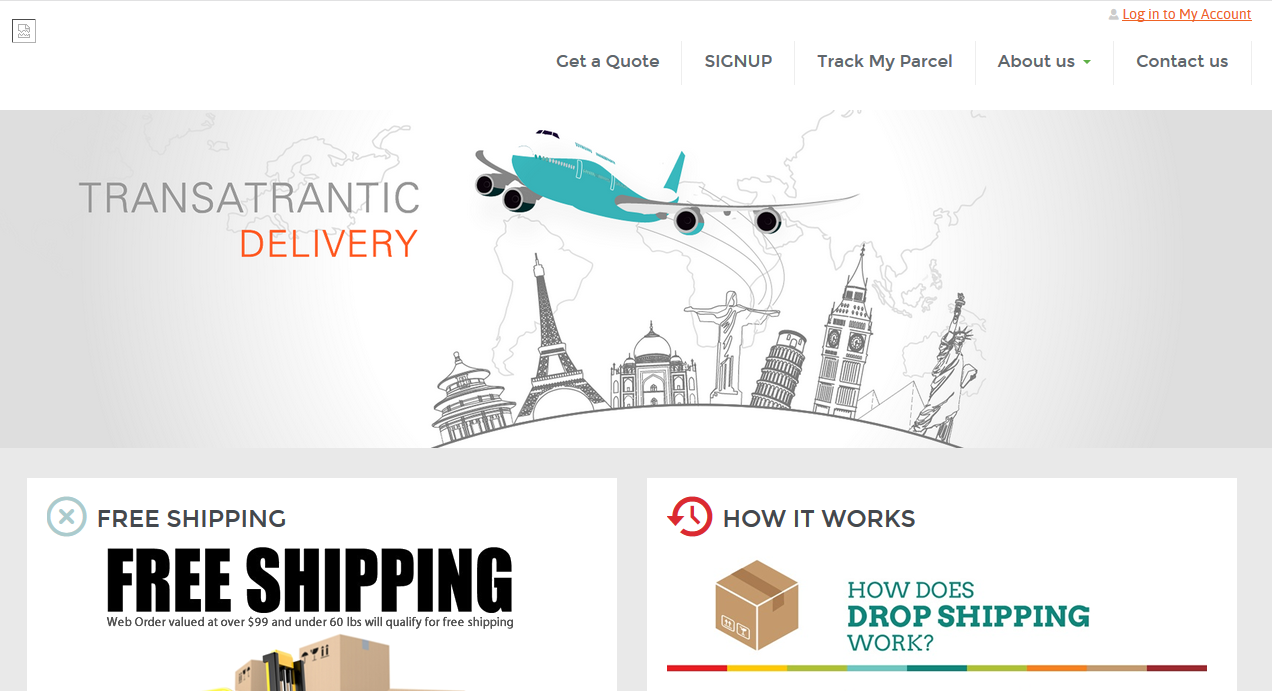 Log in to My Account
Get a Quote
SIGNUP
Track My Parcel
About us
Contact us
TRANSATRANTIC
DELIVERY
FREE SHIPPING
FREE SHIPPING
Web Order valued at over $99 and under 60 lbs will qualify for free shipping
HOW IT WORKS
HOW DOES
DROP SHIPPING
WORK?